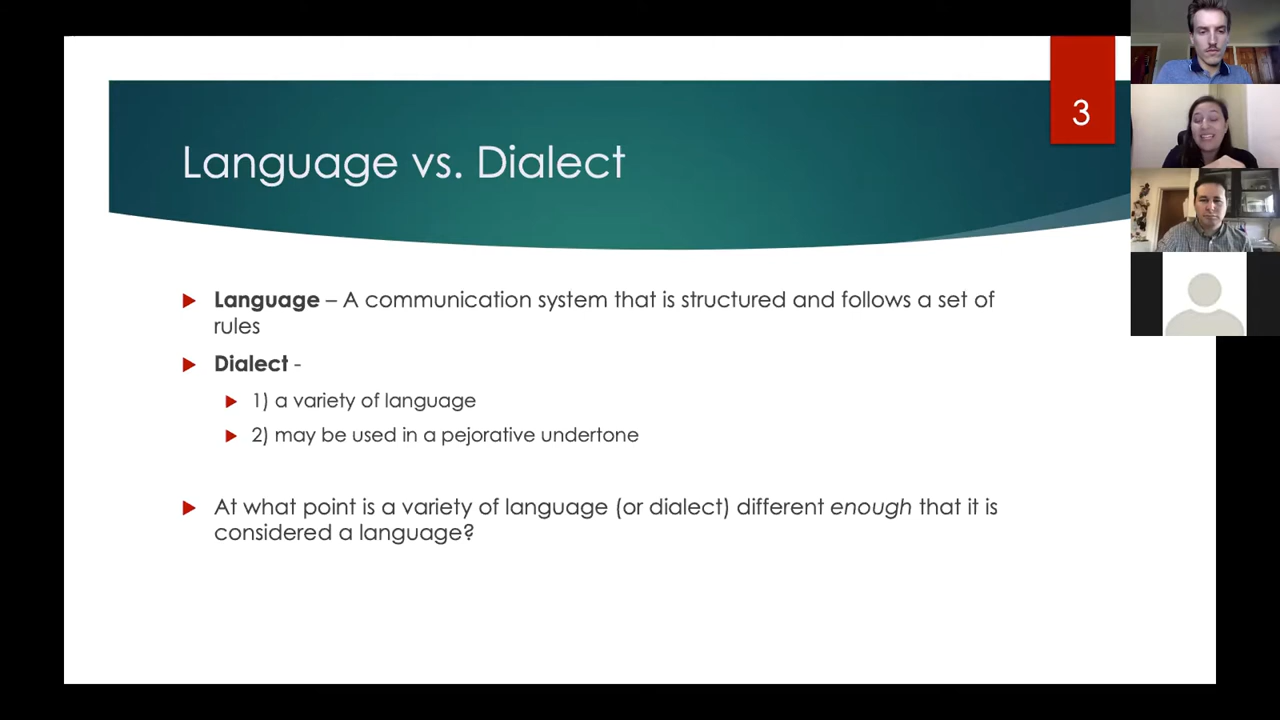 3
Language vs. Dialect
Language – A communication system that is structured and follows a set of
rules
Dialect -
1) a variety of language
2) may be used in a pejorative undertone
At what point is a variety of language (or dialect) different enough that it is
considered a language?